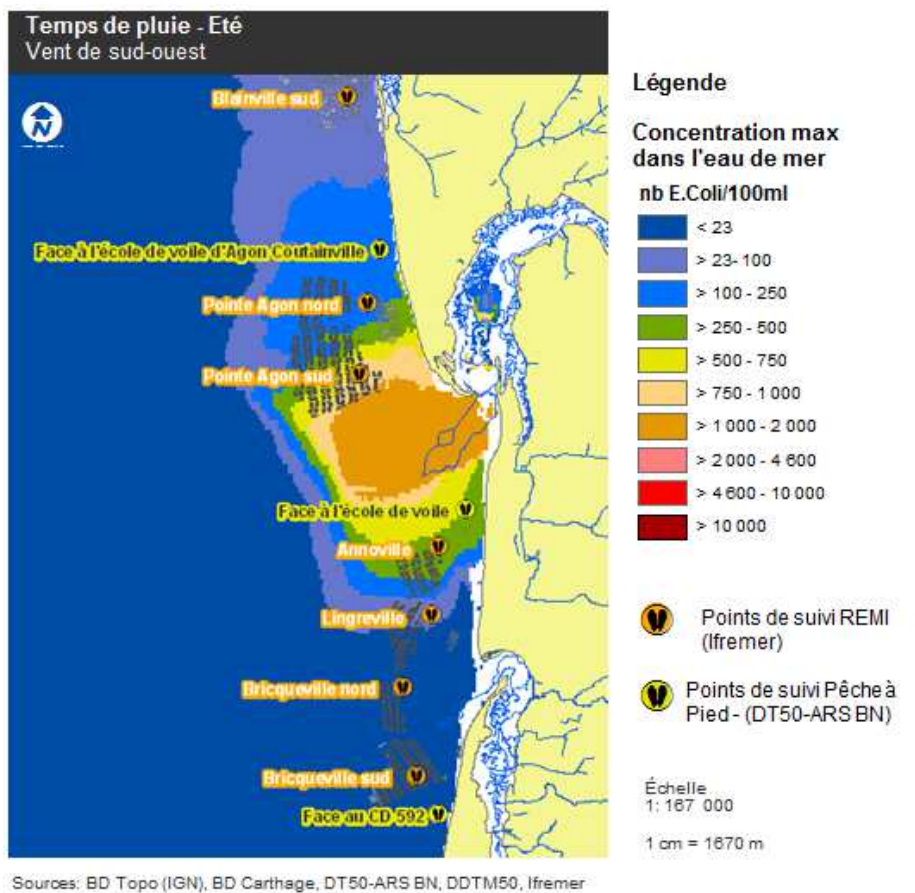 Temps de pluie - Eté
Vent de sud-ouest
N
Blainville sud
Face à l'école de voile d'Agon Coutainville
Pointe Agon nord
Pointe Agon sud
Face à l'école de voile
Annoville
Lingreville
Bricqueville nord
Bricqueville sud
Face au CD 592
Légende
Concentration max
dans l'eau de mer
nb E.Coli/100ml
< 23
> 23- 100
> 100 - 250
> 250 - 500
> 500 - 750
> 750 - 1 000
> 1 000 - 2 000
> 2 000 - 4 600
> 4 600 - 10 000
> 10 000
Points de suivi REMI
(Ifremer)
Points de suivi Pêche à
Pied - (DT50-ARS BN)
Échelle
1: 167 000
1 cm = 1670 m
Sources: BD Topo (IGN), BD Carthage, DT50-ARS BN, DDTM50, Ifremer